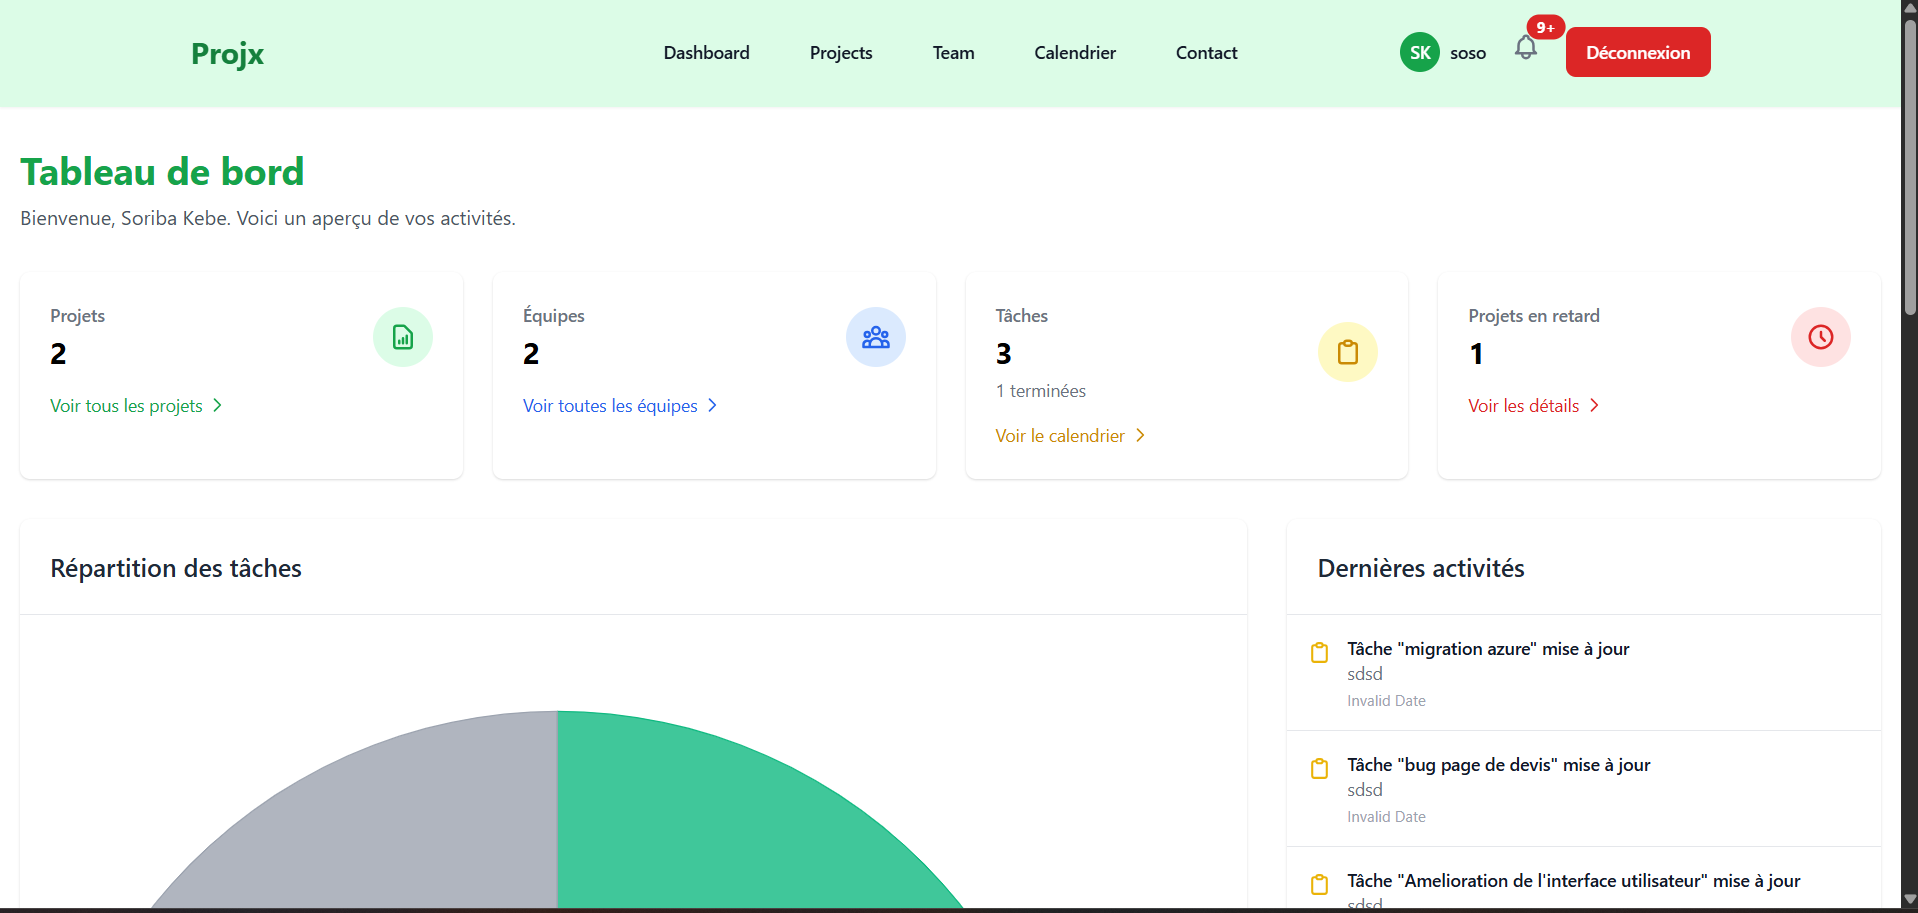 Projx
Dashboard Projects Team Calendrier Contact
SK soso 9+ Déconnexion
Tableau de bord
Bienvenue, Soriba Kebe. Voici un aperçu de vos activités.
Projets
2
Voir tous les projets
Équipes
2
Voir toutes les équipes
Tâches
3
1 terminées
Voir le calendrier
Projets en retard
1
Voir les détails
Répartition des tâches
Dernières activités
Tâche "migration azure" mise à jour
sdsd
Invalid Date
Tâche "bug page de devis" mise à jour
sdsd
Invalid Date
Tâche "Amelioration de l'interface utilisateur" mise à jour
sdsd